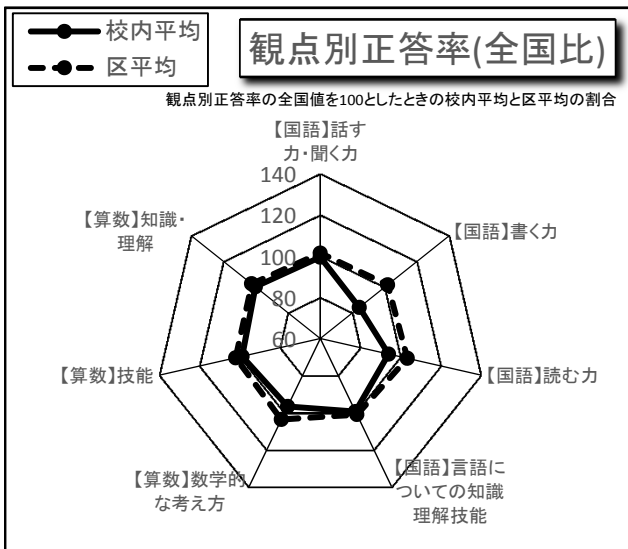 校内平均
区平均
観点別正答率(全国比)
観点別正答率の全国値を100としたときの校内平均と区平均の割合
【国語】話す
力・聞く力
140
120
100
80
60
【国語】書く力
【国語】読む力
【国語】言語に
ついての知識
理解技能
【算数】数学的
な考え方
【算数】技能
【算数】知識・
理解